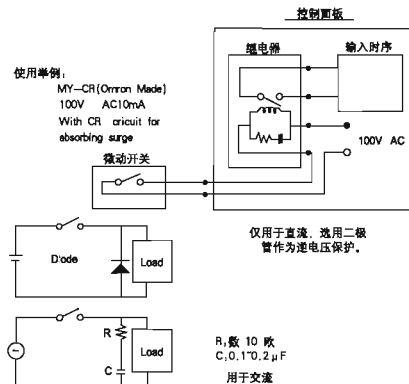 控制面板
继电器
输入时序
使用举例：
MY-CR(Omron Made)
100V AC10mA
With CR cricuit for
absorbing surge
100V AC
微动开关
仅用于直流、选用二极
管作为逆电压保护。
D'ode
Load
R
Load
C
R,数 10 欧
C,0.1~0.2μF
用于交流